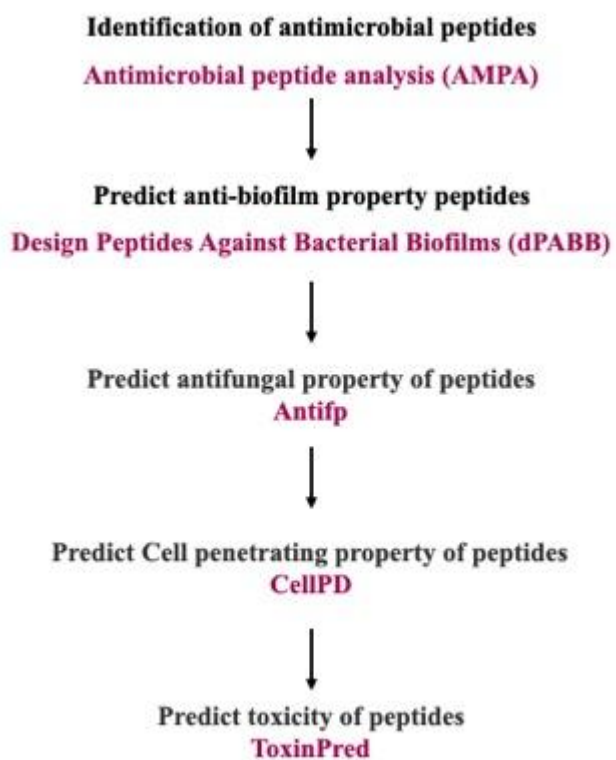 Identification of antimicrobial peptides
Antimicrobial peptide analysis (AMPA)
Predict anti-biofilm property peptides
Design Peptides Against Bacterial Biofilms (dPABB)
Predict antifungal property of peptides
Antifp
Predict Cell penetrating property of peptides
CellPD
Predict toxicity of peptides
ToxinPred